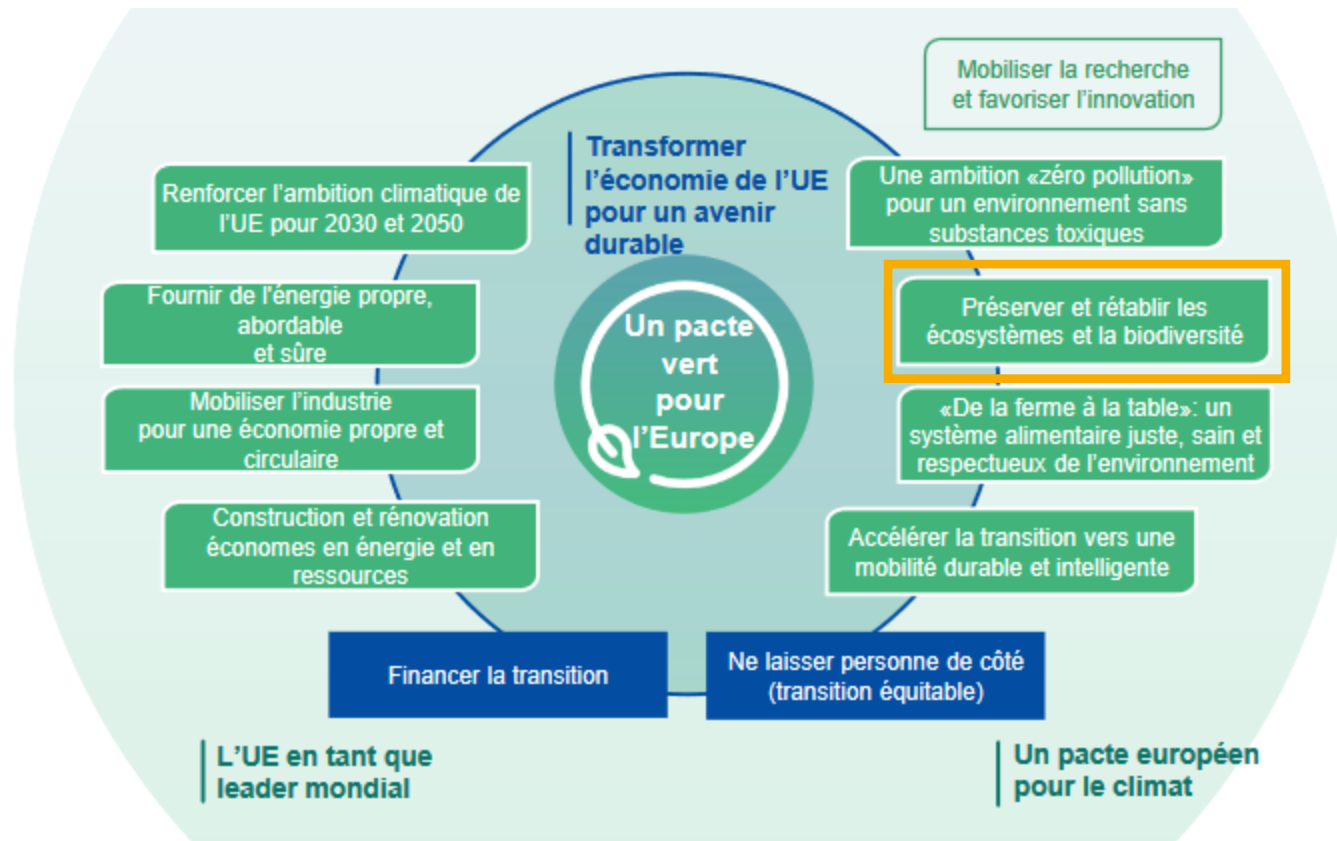 Mobiliser la recherche
et favoriser l'innovation
Transformer
l'économie de l'UE
pour un avenir
durable
Renforcer l'ambition climatique de
l'UE pour 2030 et 2050
Une ambition «zéro pollution»
pour un environnement sans
substances toxiques
Fournir de l'énergie propre,
abordable
et sûre
Préserver et rétablir les
écosystèmes et la biodiversité
Un pacte
vert
pour
l'Europe
Mobiliser l'industrie
pour une économie propre et
circulaire
«De la ferme à la table»: un
système alimentaire juste, sain et
respectueux de l'environnement
Construction et rénovation
économes en énergie et en
ressources
Accélérer la transition vers une
mobilité durable et intelligente
Financer la transition
Ne laisser personne de côté
(transition équitable)
L'UE en tant que
leader mondial
Un pacte européen
pour le climat